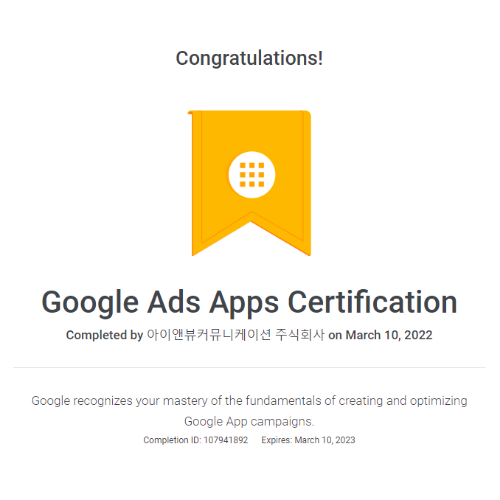 Congratulations!
Google Ads Apps Certification
Completed by 아이앤뷰커뮤니케이션 주식회사 on March 10, 2022
Google recognizes your mastery of the fundamentals of creating and optimizing
Google App campaigns.
Completion ID: 107941892 Expires: March 10, 2023